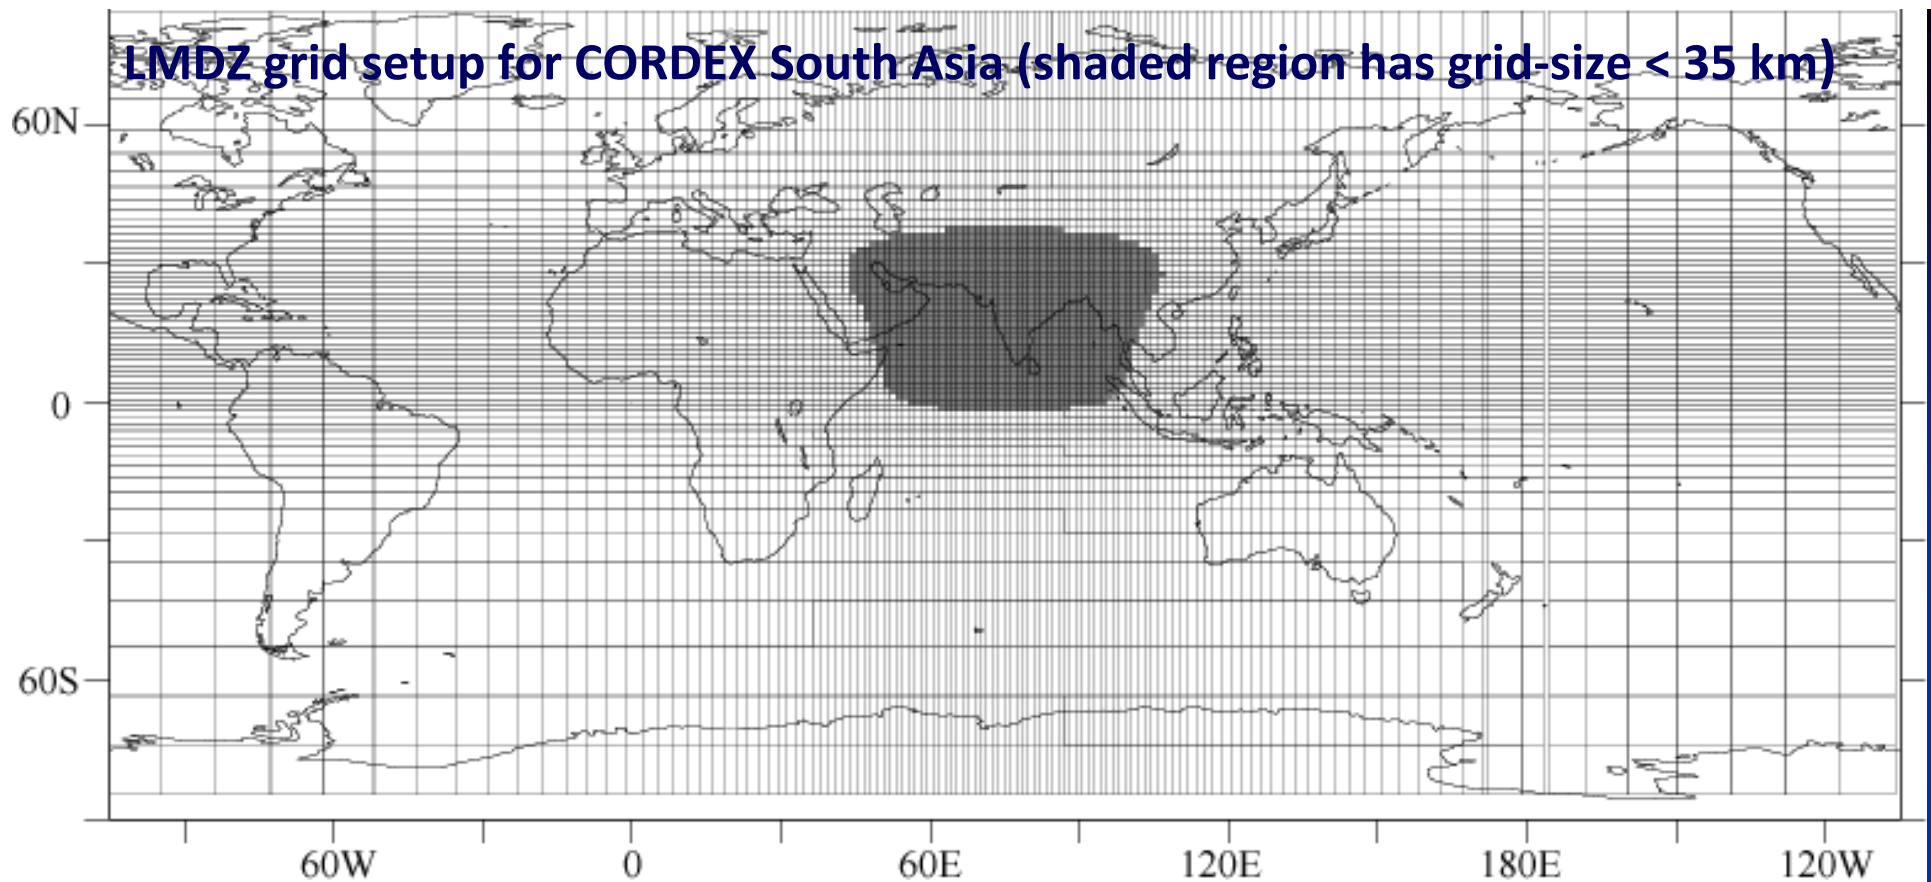 LMDZ grid setup for CORDEX South Asia (shaded region has grid-size < 35 km)
60N
0
60S
60W 0 60E 120E 180E 120W